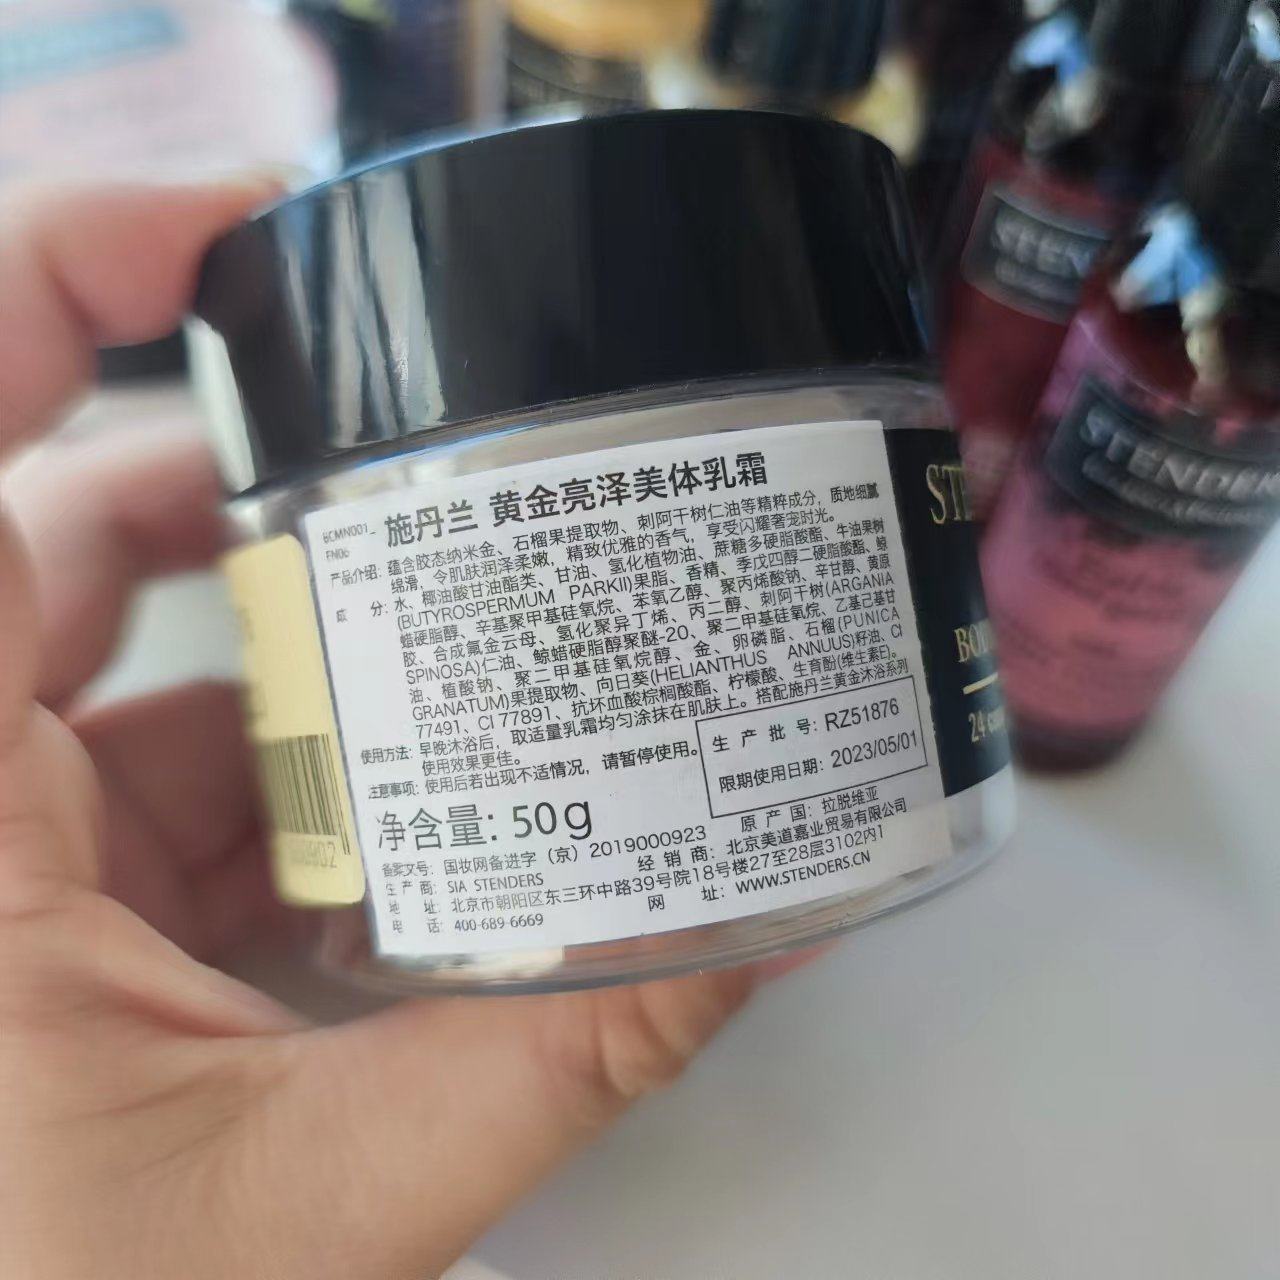 BCMN001_
FN06
施丹兰 黄金亮泽美体乳霜
产品介绍: 蕴含胶态纳米金、石榴果提取物、刺阿干树仁油等精粹成分，质地细腻
绵滑，令肌肤润泽柔嫩，精致优雅的香气，享受闪耀奢宠时光。
成 分: 水、椰油酸甘油酯类、甘油、氢化植物油、蔗糖多硬脂酸酯、牛油果树
(BUTYROSPERMUM PARKII)果脂、香精、季戊四醇二硬脂酸酯、鲸
蜡硬脂醇、辛基聚甲基硅氧烷、苯氧乙醇、聚丙烯酸钠、辛甘醇、黄原
胶、合成氟金云母、氢化聚异丁烯、丙二醇、刺阿干树(ARGANIA
SPINOSA)仁油、鲸蜡硬脂醇聚醚-20、聚二甲基硅氧烷、乙基己基甘
油、植酸钠、聚二甲基硅氧烷醇、金、卵磷脂、石榴(PUNICA
GRANATUM)果提取物、向日葵(HELIANTHUS ANNUUS)籽油、CI
77491、CI 77891、抗坏血酸棕榈酸酯、柠檬酸、生育酚(维生素E)。
使用方法: 早晚沐浴后，取适量乳霜均匀涂抹在肌肤上。搭配施丹兰黄金沐浴系列
使用效果更佳。
注意事项: 使用后若出现不适情况，请暂停使用。
生 产 批 号: RZ51876
限期使用日期: 2023/05/01
净含量: 50g
原 产 国: 拉脱维亚
备案文号: 国妆网备进字（京）2019000923
经 销 商: 北京美道嘉业贸易有限公司
生 产 商: SIA STENDERS
地 址: 北京市朝阳区东三环中路39号院18号楼27至28层3102内1
电 话: 400-689-6669
网 址: WWW.STENDERS.CN
STE
BOD
24
STENDER
STEN